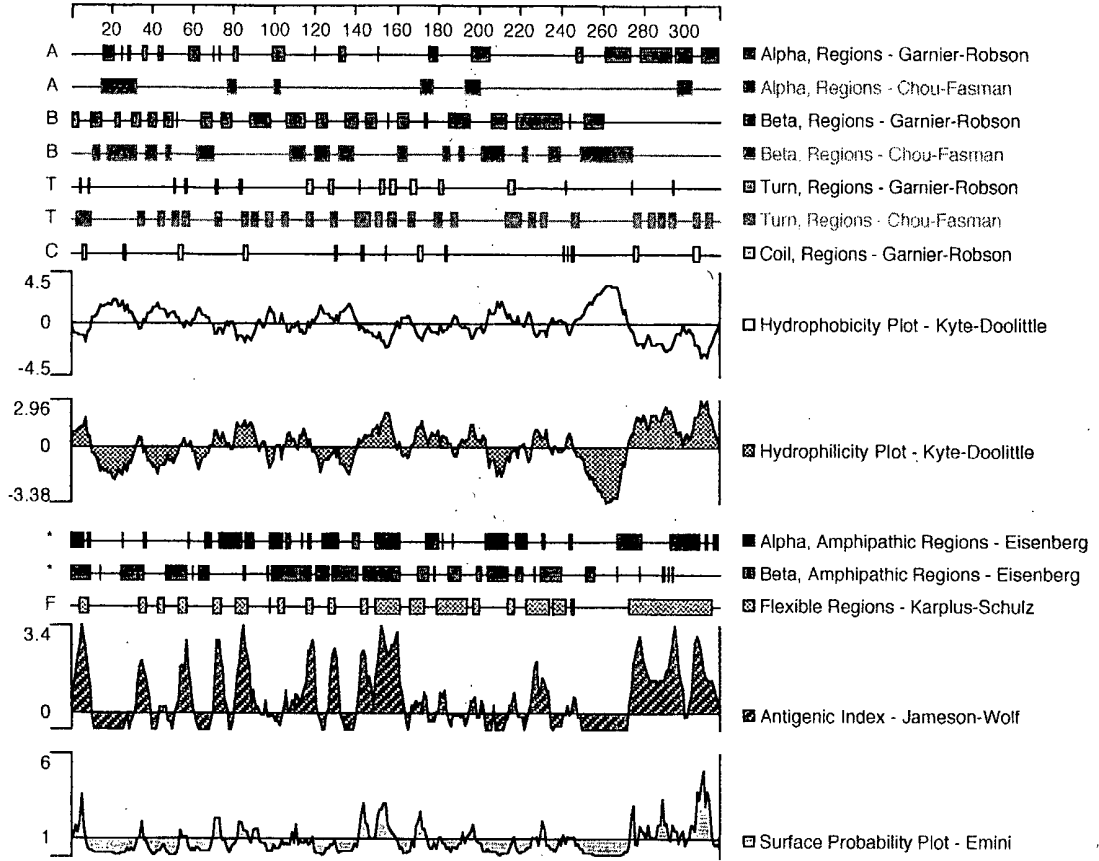 20 40 60 80 100 120 140 160 180 200 220 240 260 280 300
A Alpha, Regions - Garnier-Robson
A Alpha, Regions - Chou-Fasman
B Beta, Regions - Garnier-Robson
B Beta, Regions - Chou-Fasman
T Turn, Regions - Garnier-Robson
T Turn, Regions - Chou-Fasman
C Coil, Regions - Garnier-Robson
4.5
0 Hydrophobicity Plot - Kyte-Doolittle
-4.5
2.96
0 Hydrophilicity Plot - Kyte-Doolittle
-3.38
* Alpha, Amphipathic Regions - Eisenberg
* Beta, Amphipathic Regions - Eisenberg
F Flexible Regions - Karplus-Schulz
3.4
0 Antigenic Index - Jameson-Wolf
6
1 Surface Probability Plot - Emini